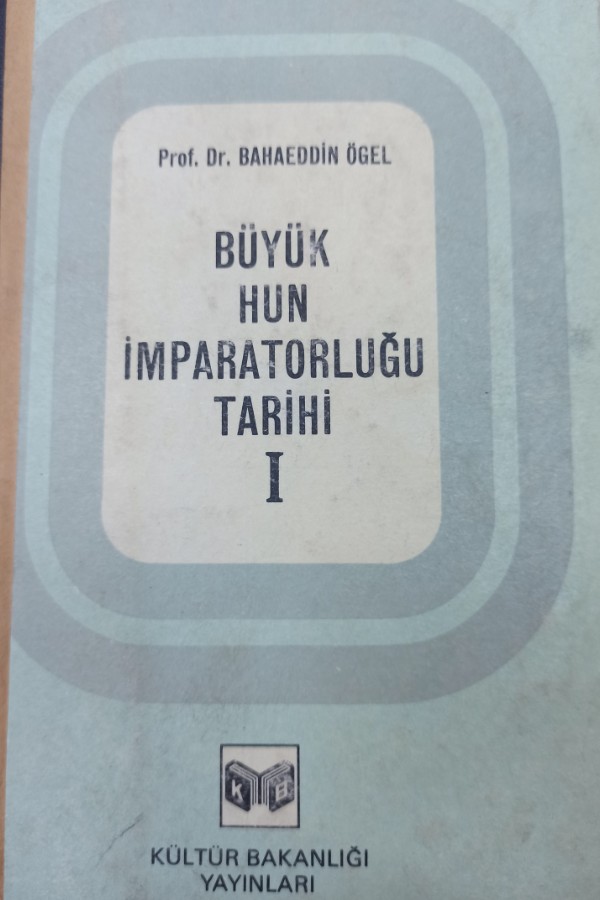 Prof. Dr. BAHAEDDİN ÖGEL
BÜYÜK
HUN
İMPARATORLUĞU
TARİHİ
I
K B
KÜLTÜR BAKANLIĞI
YAYINLARI